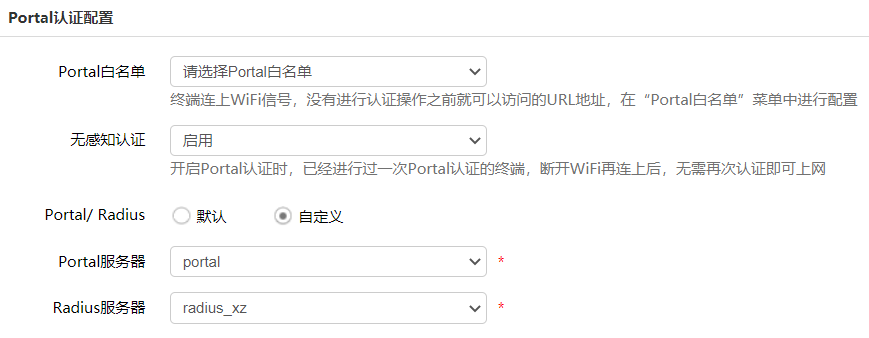 Portal认证配置
Portal白名单 请选择Portal白名单
终端连上WiFi信号，没有进行认证操作之前就可以访问的URL地址，在“Portal白名单”菜单中进行配置
无感知认证 启用
开启Portal认证时，已经进行过一次Portal认证的终端，断开WiFi再连上后，无需再次认证即可上网
Portal/ Radius 默认 自定义
Portal服务器 portal *
Radius服务器 radius_xz *